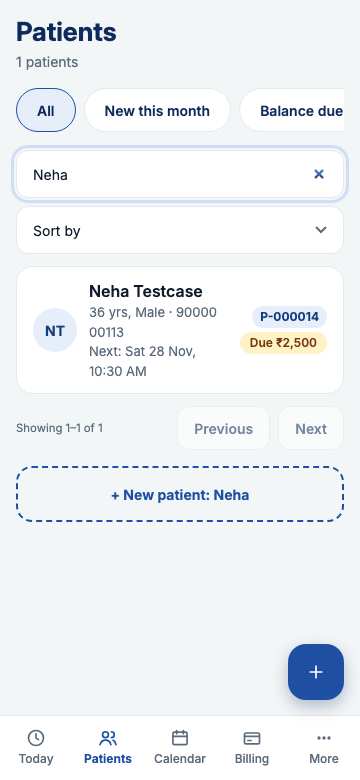 Patients
1 patients
All
New this month
Balance due
Neha
Sort by
NT
Neha Testcase
36 yrs, Male · 90000
00113
Next: Sat 28 Nov,
10:30 AM
P-000014
Due ₹2,500
Showing 1–1 of 1
Previous
Next
+ New patient: Neha
Today
Patients
Calendar
Billing
More